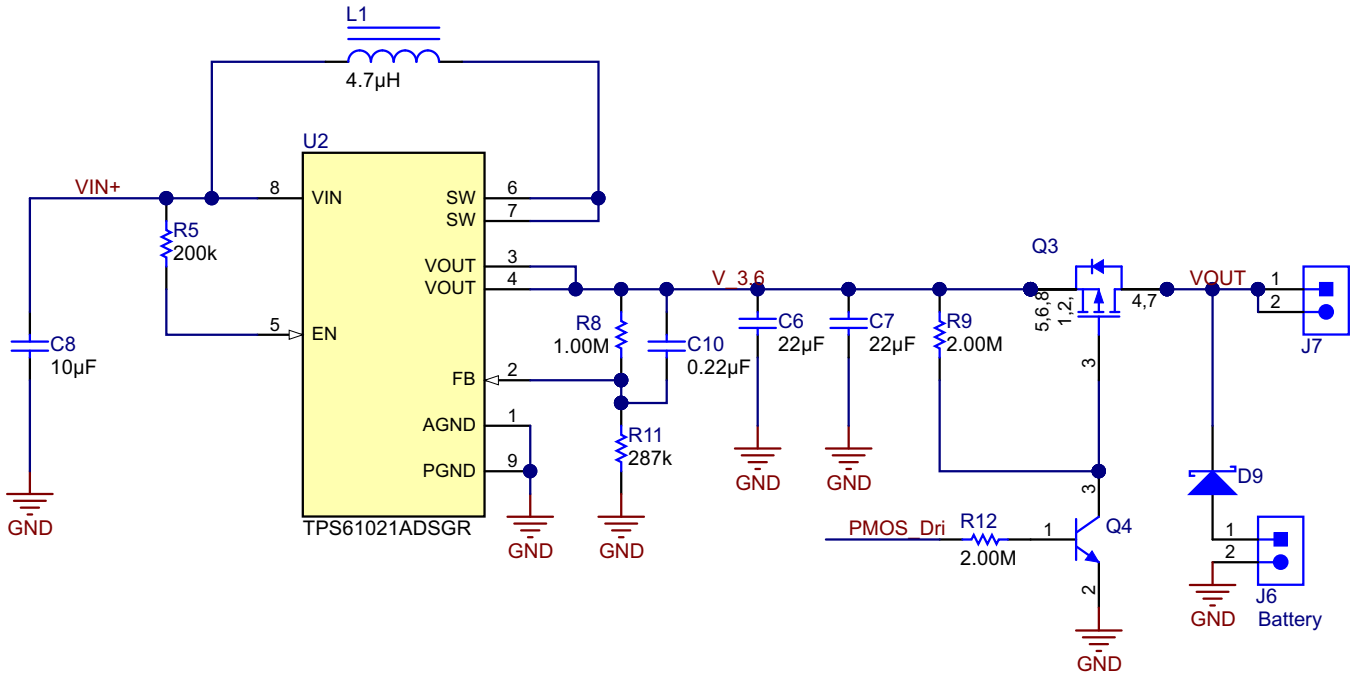 L1
4.7µH
U2
VIN+
8
VIN
SW
6
SW
7
R5
200k
VOUT
3
VOUT
4
V_3.6
Q3
5,6,8
1,2,
4,7
VOUT
1
2
J7
5
EN
C8
10µF
R8
1.00M
C10
0.22µF
C6
22µF
C7
22µF
R9
2.00M
3
FB
2
AGND
1
R11
287k
PGND
9
GND
GND
GND
3
D9
GND
TPS61021ADSGR
GND
GND
PMOS_Dri
R12
2.00M
1
Q4
2
1
2
GND
J6
Battery
GND